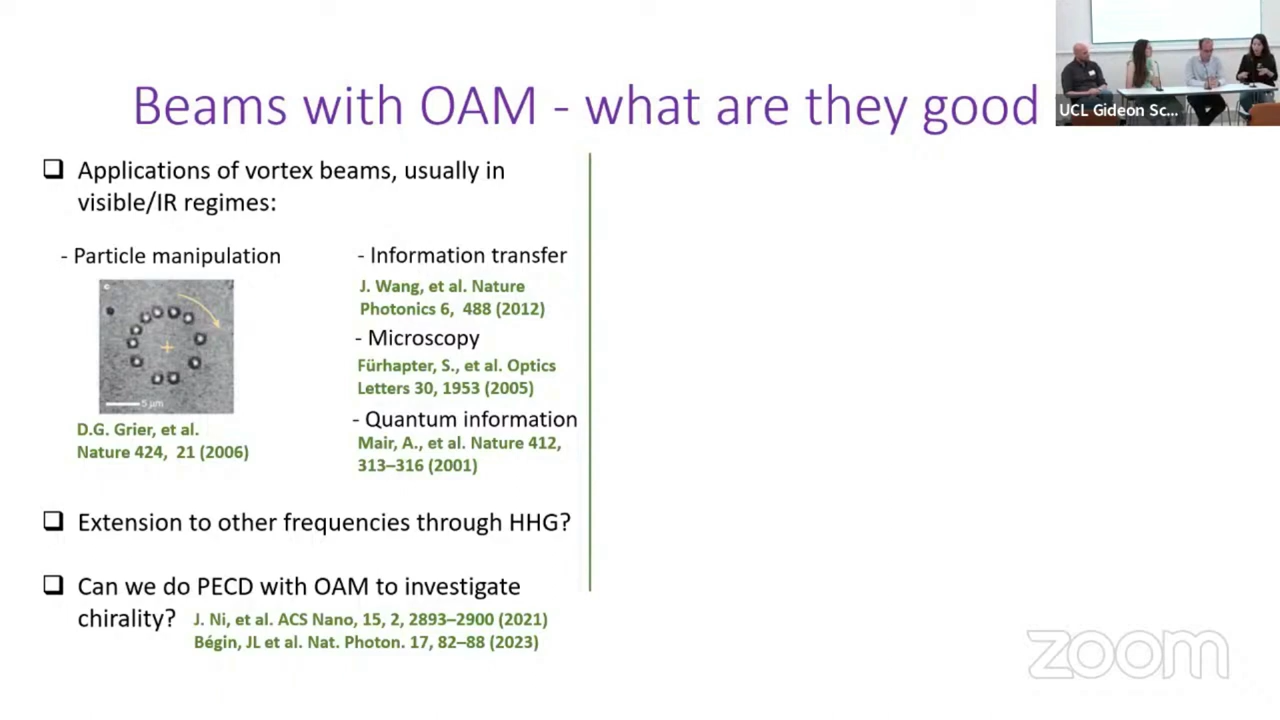 Beams with OAM - what are they good
UCL Gideon Sc...
❑ Applications of vortex beams, usually in
visible/IR regimes:
- Particle manipulation
c
5 μm
D.G. Grier, et al.
Nature 424, 21 (2006)
- Information transfer
J. Wang, et al. Nature
Photonics 6, 488 (2012)
- Microscopy
Fürhapter, S., et al. Optics
Letters 30, 1953 (2005)
- Quantum information
Mair, A., et al. Nature 412,
313–316 (2001)
❑ Extension to other frequencies through HHG?
❑ Can we do PECD with OAM to investigate
chirality?
J. Ni, et al. ACS Nano, 15, 2, 2893–2900 (2021)
Bégin, JL et al. Nat. Photon. 17, 82–88 (2023)
zoom